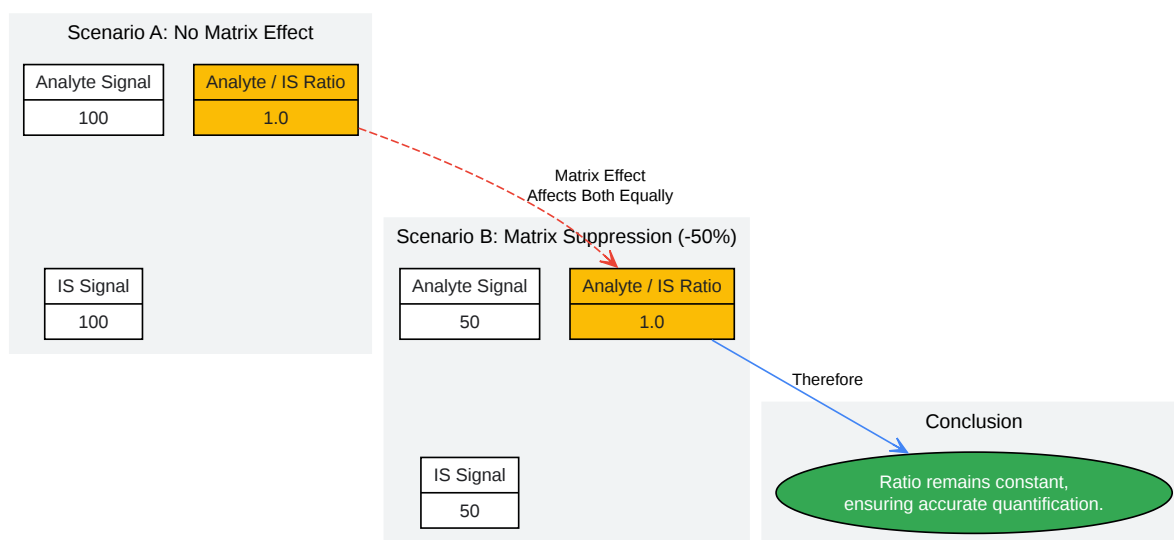 Scenario A: No Matrix Effect
Analyte Signal
100
Analyte / IS Ratio
1.0
IS Signal
100
Matrix Effect
Affects Both Equally
Scenario B: Matrix Suppression (-50%)
Analyte Signal
50
Analyte / IS Ratio
1.0
IS Signal
50
Therefore
Conclusion
Ratio remains constant,
ensuring accurate quantification.